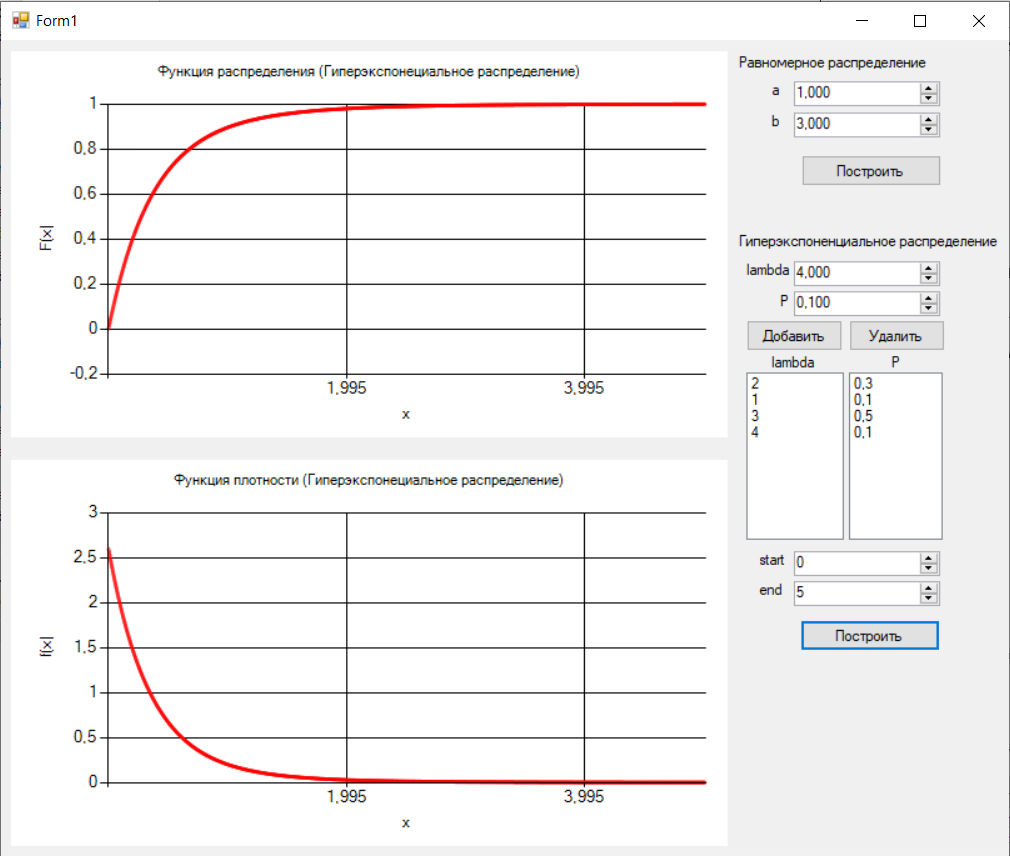 Form1
Функция распределения (Гиперэкспонециальное распределение)
1
0,8
0,6
0,4
0,2
0
-0,2
F(x|
1,995
3,995
x
Функция плотности (Гиперэкспонециальное распределение)
3
2,5
2
1,5
1
0,5
0
f(x|
1,995
3,995
x
Равномерное распределение
a 1,000
b 3,000
Построить
Гиперэкспоненциальное распределение
lambda 4,000
P 0,100
Добавить Удалить
lambda P
2 0,3
1 0,1
3 0,5
4 0,1
start 0
end 5
Построить